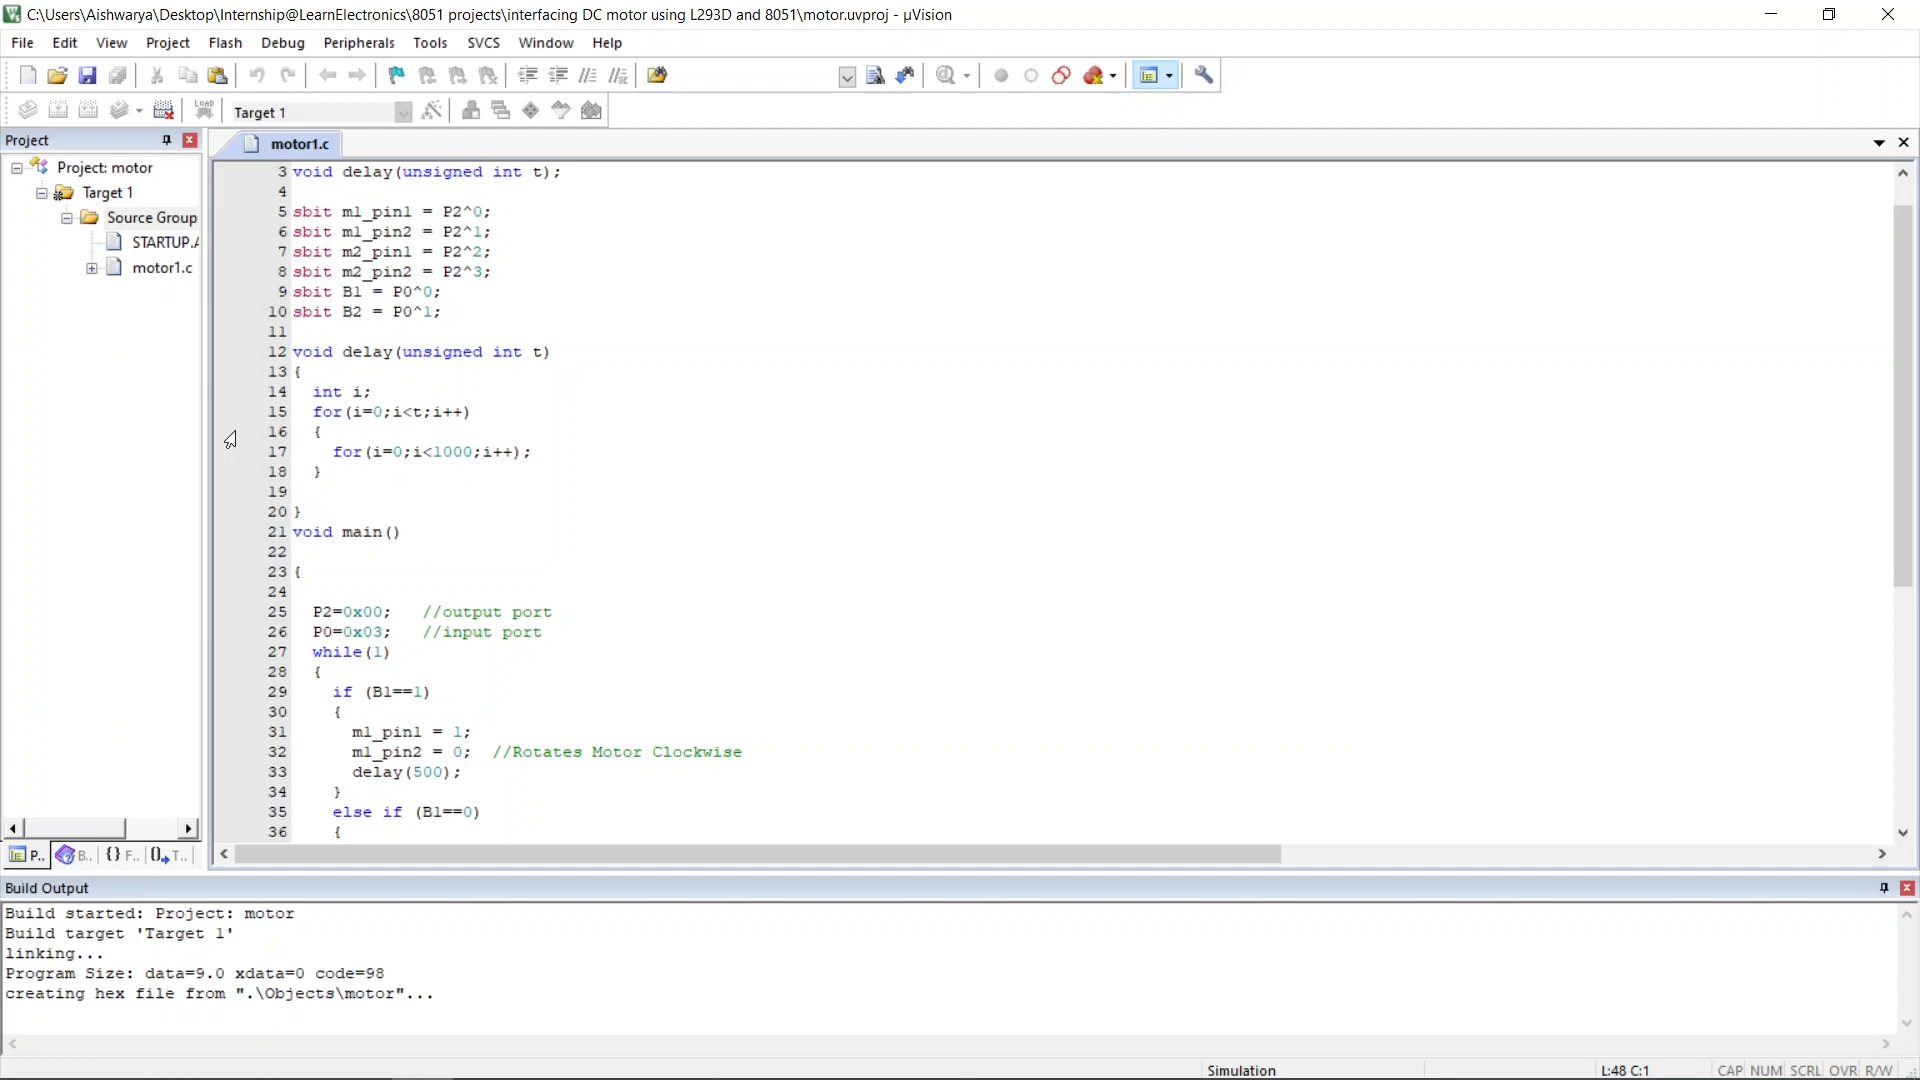 C:\Users\Aishwarya\Desktop\Internship@LearnElectronics\8051 projects\interfacing DC motor using L293D and 8051\motor.uvproj - µVision
File Edit View Project Flash Debug Peripherals Tools SVCS Window Help
LOAD Target 1
Project
motor1.c
Project: motor
Target 1
Source Group
STARTUP.A
motor1.c
3 void delay(unsigned int t);
4
5 sbit m1_pin1 = P2^0;
6 sbit m1_pin2 = P2^1;
7 sbit m2_pin1 = P2^2;
8 sbit m2_pin2 = P2^3;
9 sbit B1 = P0^0;
10 sbit B2 = P0^1;
11
12 void delay(unsigned int t)
13 {
14 int i;
15 for(i=0;i<t;i++)
16 {
17 for(i=0;i<1000;i++);
18 }
19
20 }
21 void main()
22
23 {
24
25 P2=0x00; //output port
26 P0=0x03; //input port
27 while(1)
28 {
29 if (B1==1)
30 {
31 m1_pin1 = 1;
32 m1_pin2 = 0; //Rotates Motor Clockwise
33 delay(500);
34 }
35 else if (B1==0)
36 {
P.. B.. {} F.. T..
Build Output
Build started: Project: motor
Build target 'Target 1'
linking...
Program Size: data=9.0 xdata=0 code=98
creating hex file from ".\Objects\motor"...
Simulation L:48 C:1 CAP NUM SCRL OVR R/W